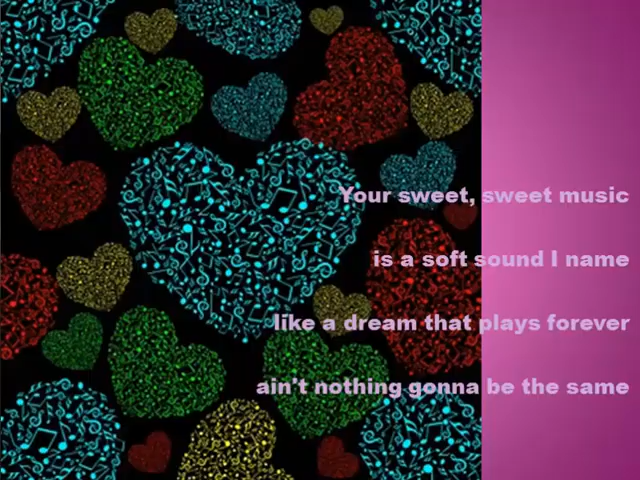 Your sweet, sweet music
is a soft sound I name
like a dream that plays forever
ain't nothing gonna be the same